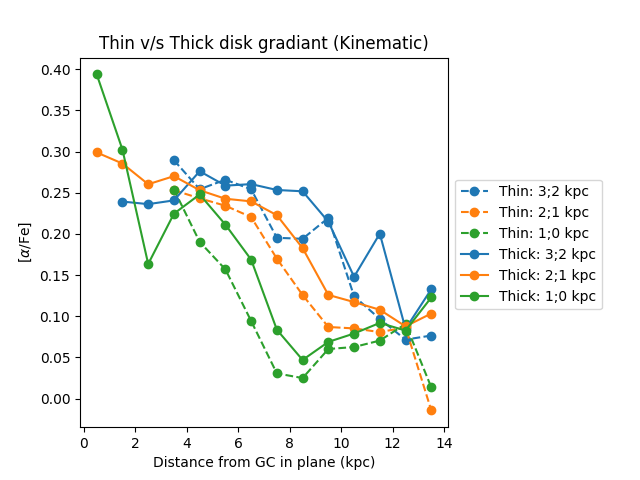 Thin v/s Thick disk gradiant (Kinematic)
0.40
0.35
0.30
0.25
0.20
0.15
0.10
0.05
0.00
[α/Fe]
0 2 4 6 8 10 12 14
Distance from GC in plane (kpc)
Thin: 3;2 kpc
Thin: 2;1 kpc
Thin: 1;0 kpc
Thick: 3;2 kpc
Thick: 2;1 kpc
Thick: 1;0 kpc